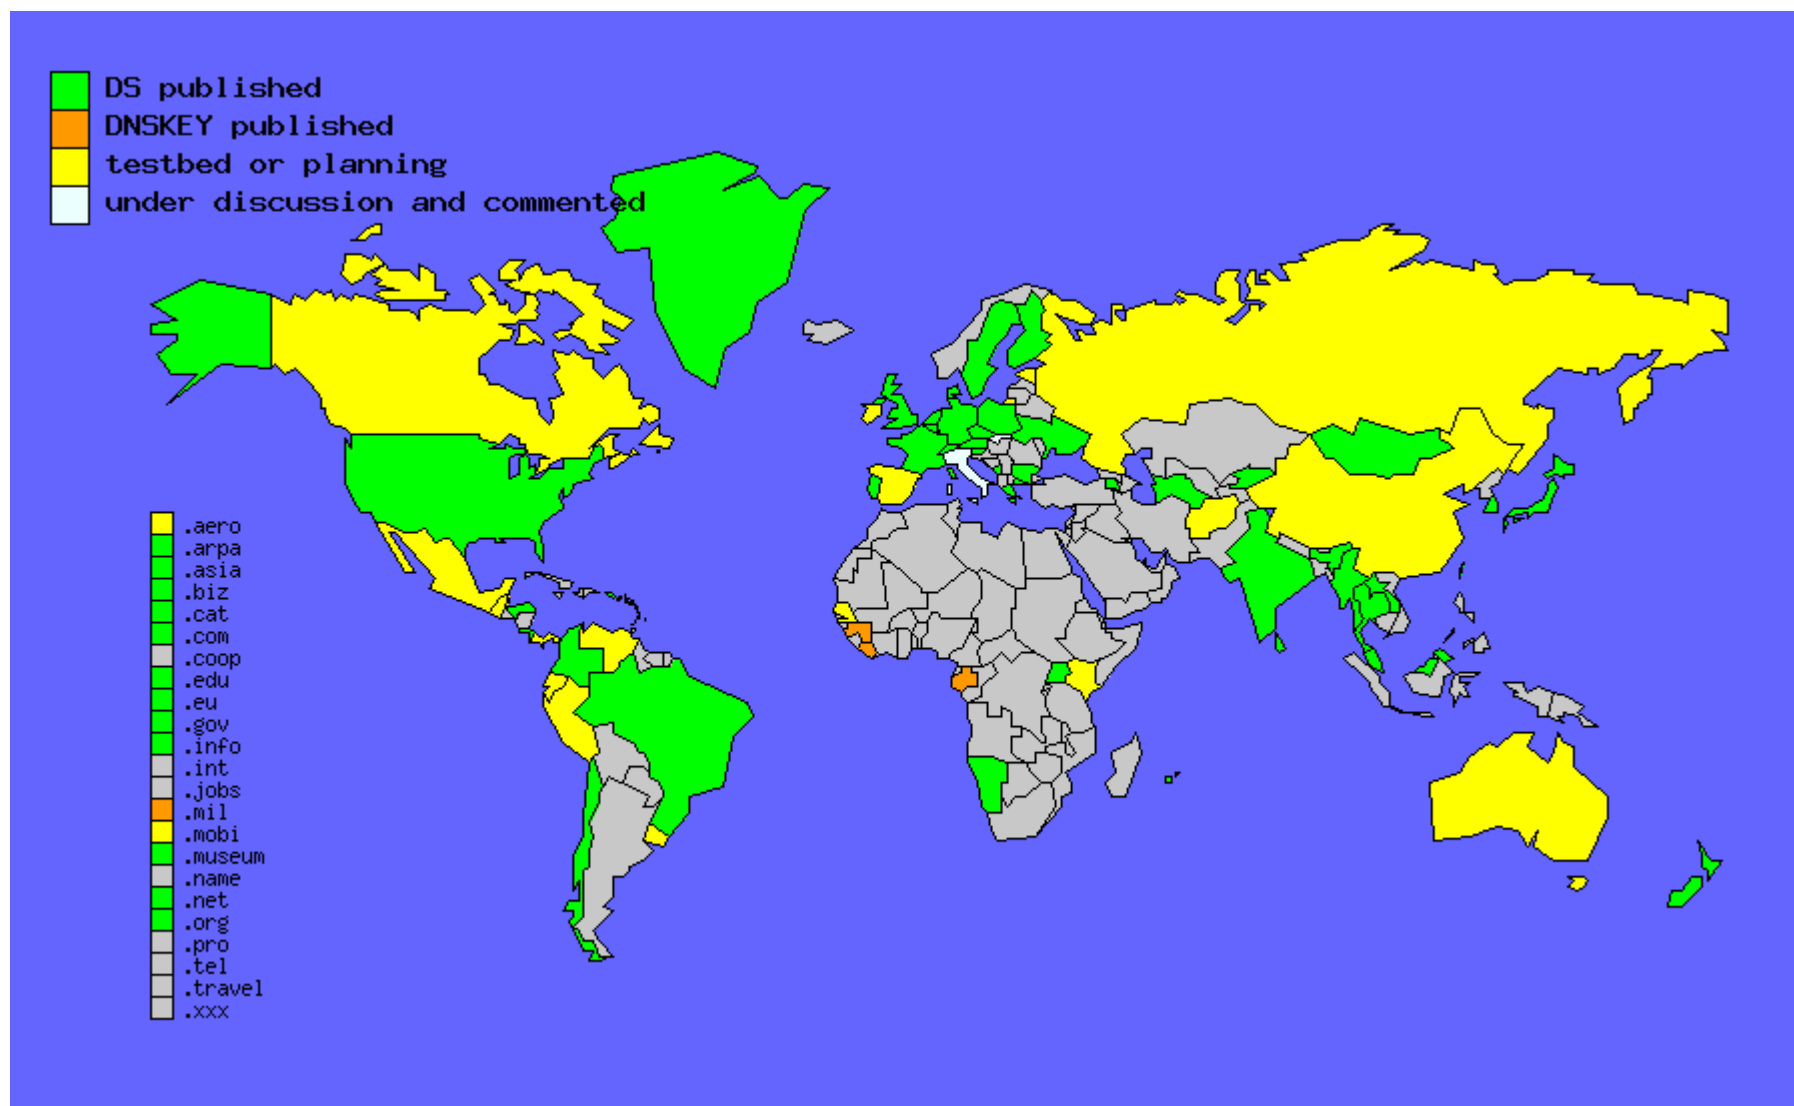 DS published
DNSKEY published
testbed or planning
under discussion and commented
.aero
.arpa
.asia
.biz
.cat
.com
.coop
.edu
.eu
.gov
.info
.int
.jobs
.mil
.mobi
.museum
.name
.net
.org
.pro
.tel
.travel
.xxx